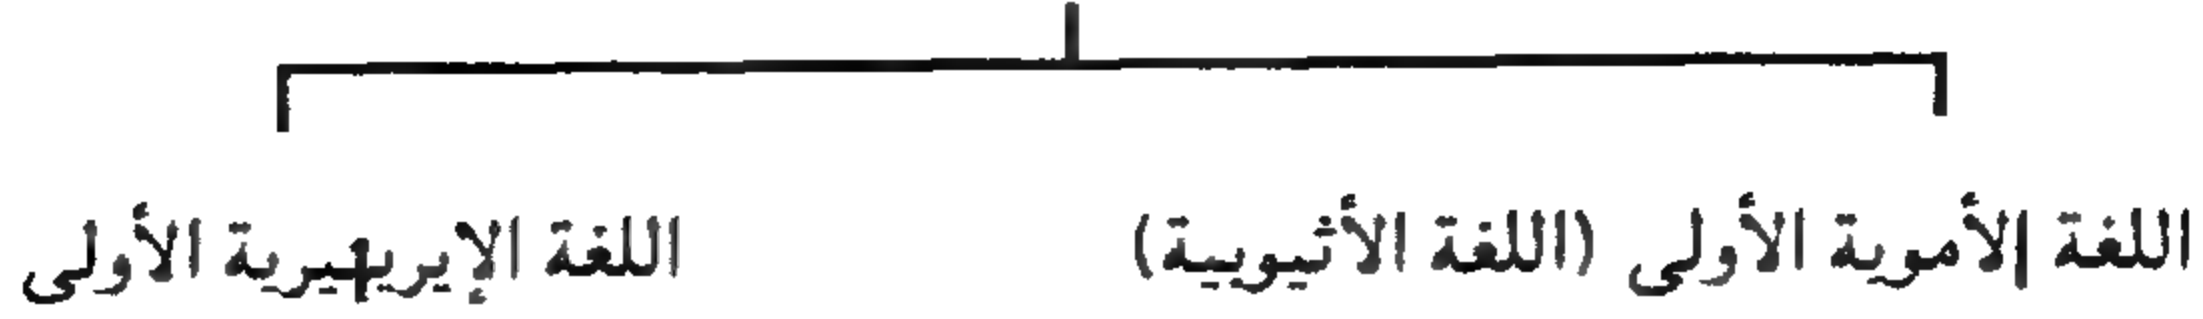 اللغة الأموية الأولى (اللغة الأثيوبية)
اللغة الإيريهيرية الأولى